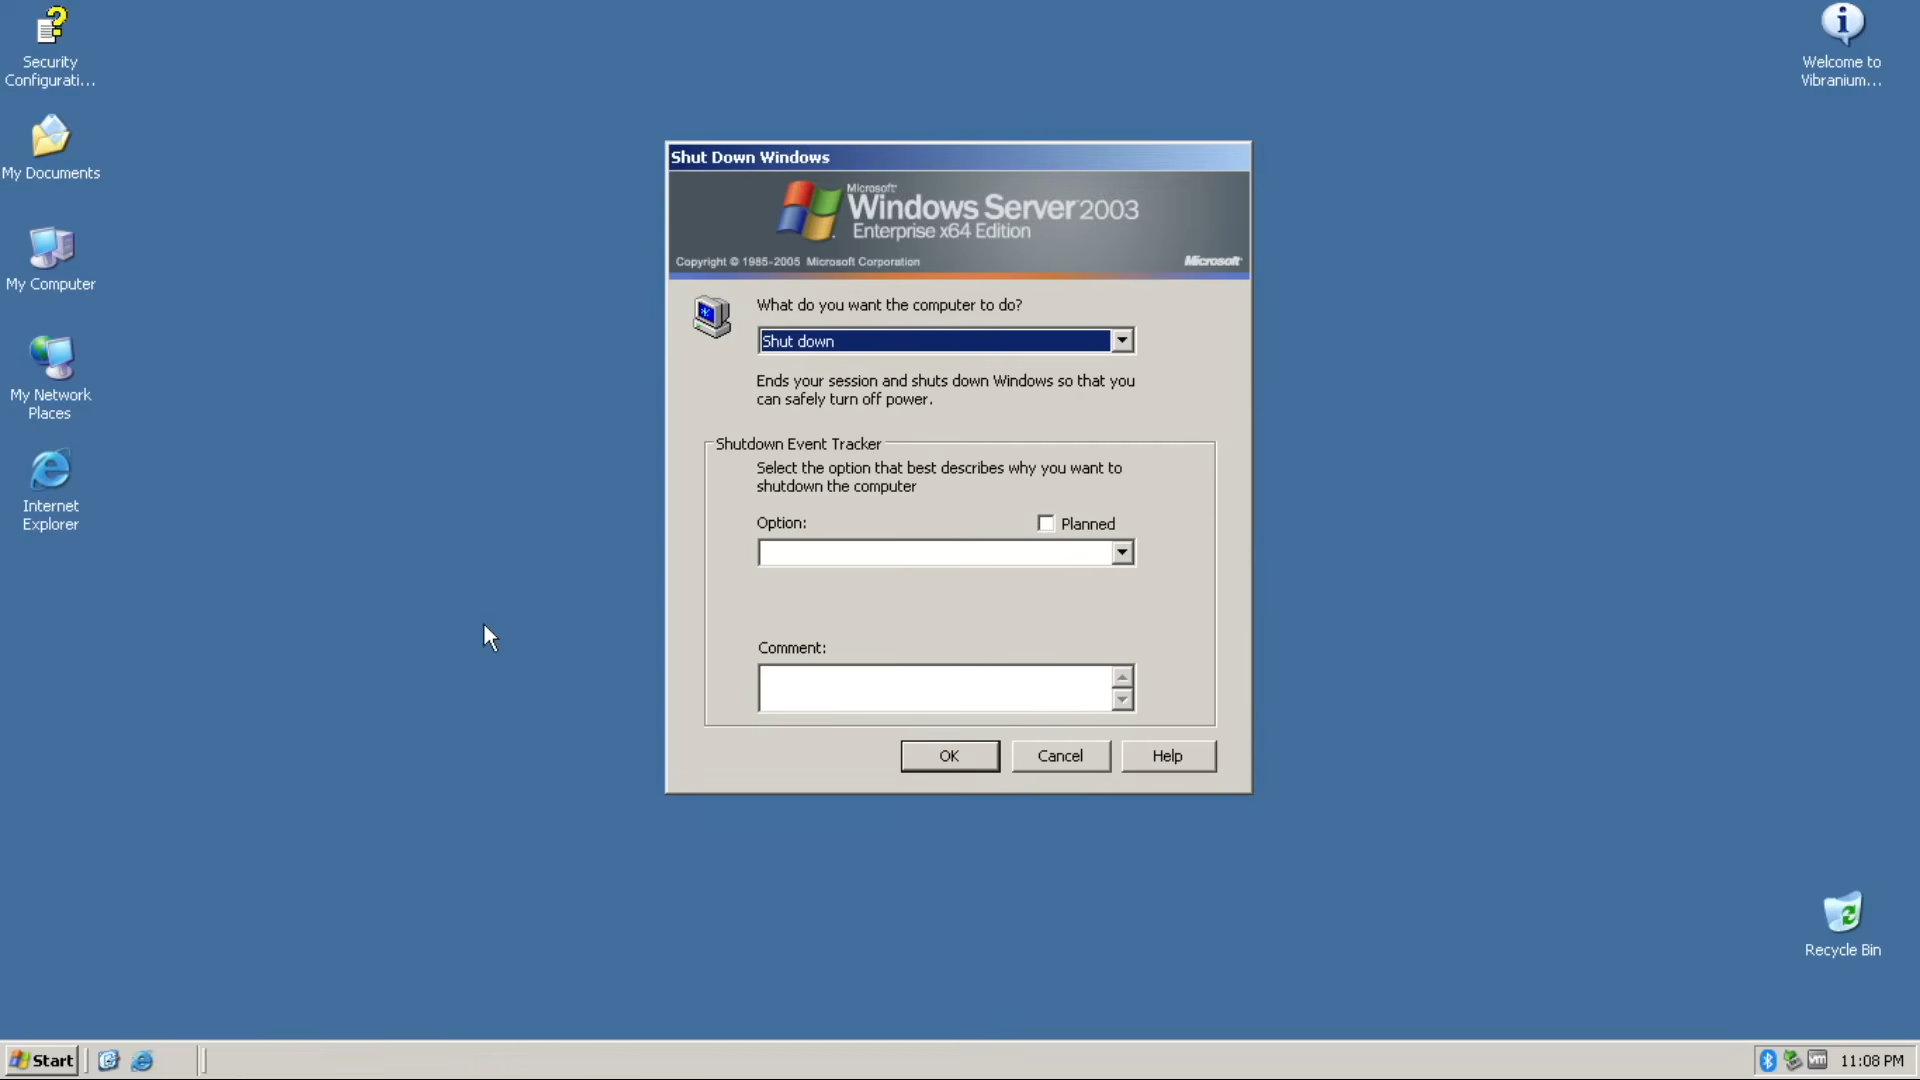 Security
Configurati...
My Documents
My Computer
My Network
Places
Internet
Explorer
Welcome to
Vibranium...
Shut Down Windows
Microsoft
Windows Server 2003
Enterprise x64 Edition
Copyright © 1985-2005 Microsoft Corporation
Microsoft
What do you want the computer to do?
Shut down
Ends your session and shuts down Windows so that you
can safely turn off power.
Shutdown Event Tracker
Select the option that best describes why you want to
shutdown the computer
Option:
Planned
Comment:
OK
Cancel
Help
Recycle Bin
Start
vm
11:08 PM